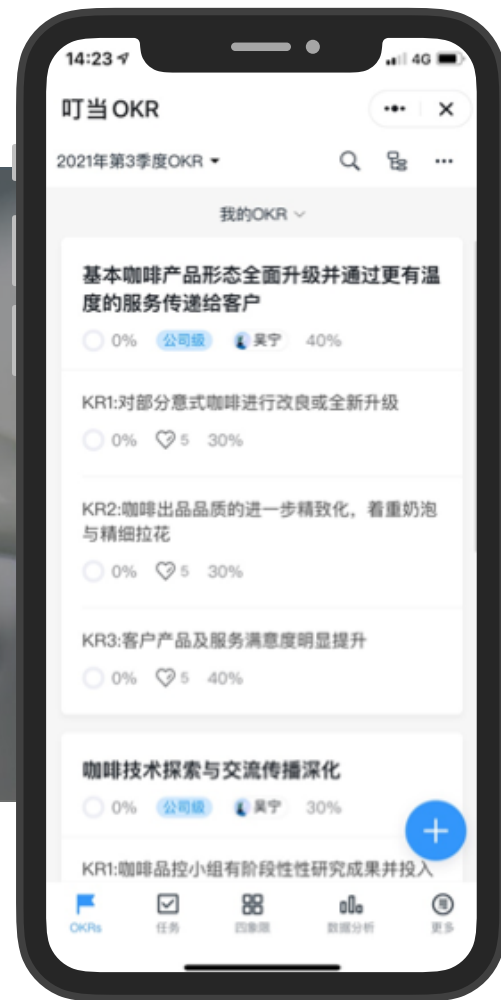 14:23
4G
叮当OKR
2021年第3季度OKR
我的OKR
基本咖啡产品形态全面升级并通过更有温
度的服务传递给客户
0% 公司级 吴宁 40%
KR1:对部分意式咖啡进行改良或全新升级
0% 5 30%
KR2:咖啡出品品质的进一步精致化，着重奶泡
与精细拉花
0% 5 30%
KR3:客户产品及服务满意度明显提升
0% 5 40%
咖啡技术探索与交流传播深化
0% 公司级 吴宁 30%
KR1:咖啡品控小组有阶段性性研究成果并投入
OKRs 任务 四象限 数据分析 更多